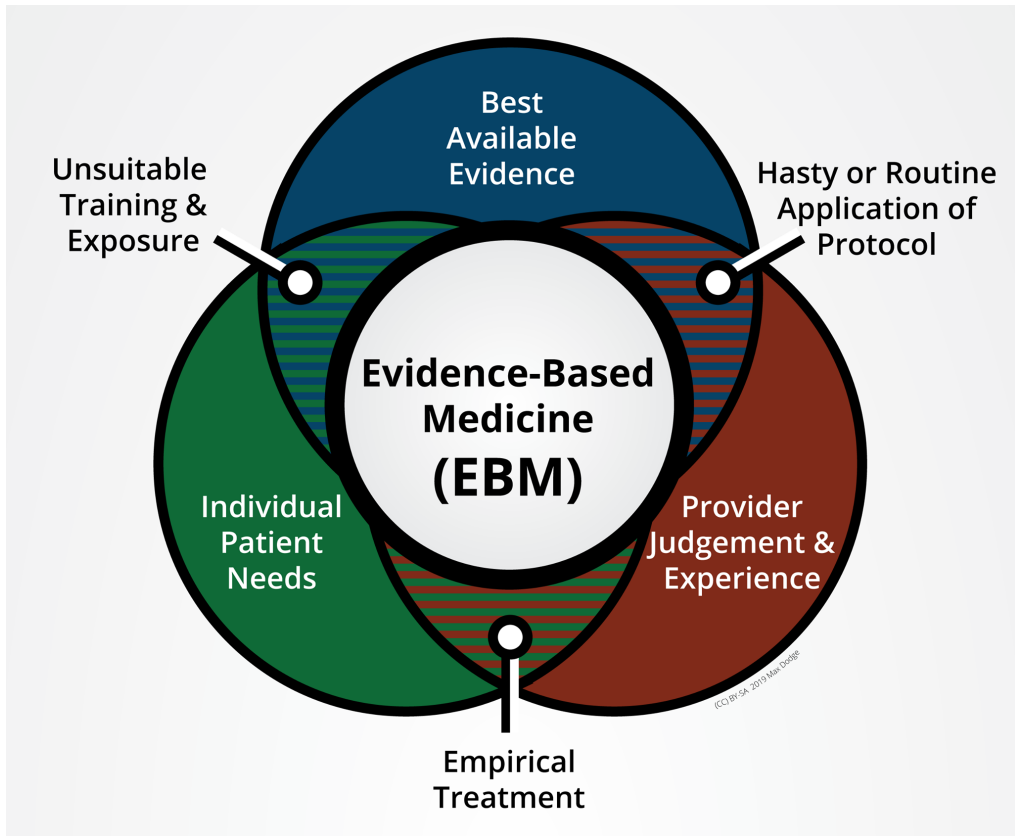 Best
Available
Evidence
Unsuitable
Training &
Exposure
Hasty or Routine
Application of
Protocol
Evidence-Based
Medicine
(EBM)
Individual
Patient
Needs
Provider
Judgement &
Experience
(CC) BY-SA 2019 Max Dodge
Empirical
Treatment